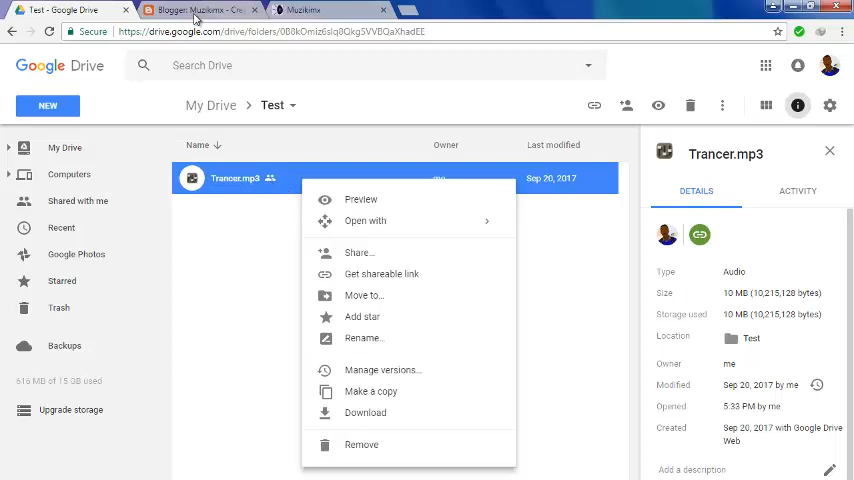 Test - Google Drive
Blogger: Muzikimx - Cre
Muzikimx
Secure
https://drive.google.com/drive/folders/0B8kOmiz6slq8Qkg5VVBQaXhadEE
Google Drive
Search Drive
NEW
My Drive > Test
Name
Owner
Last modified
My Drive
Computers
Shared with me
Recent
Google Photos
Starred
Trash
Backups
616 MB of 15 GB used
Upgrade storage
Trancer.mp3
me
Sep 20, 2017
Preview
Open with
Share...
Get shareable link
Move to...
Add star
Rename...
Manage versions...
Make a copy
Download
Remove
Trancer.mp3
DETAILS
ACTIVITY
Type Audio
Size 10 MB (10,215,128 bytes)
Storage used 10 MB (10,215,128 bytes)
Location Test
Owner me
Modified Sep 20, 2017 by me
Opened 5:33 PM by me
Created Sep 20, 2017 with Google Drive
Web
Add a description